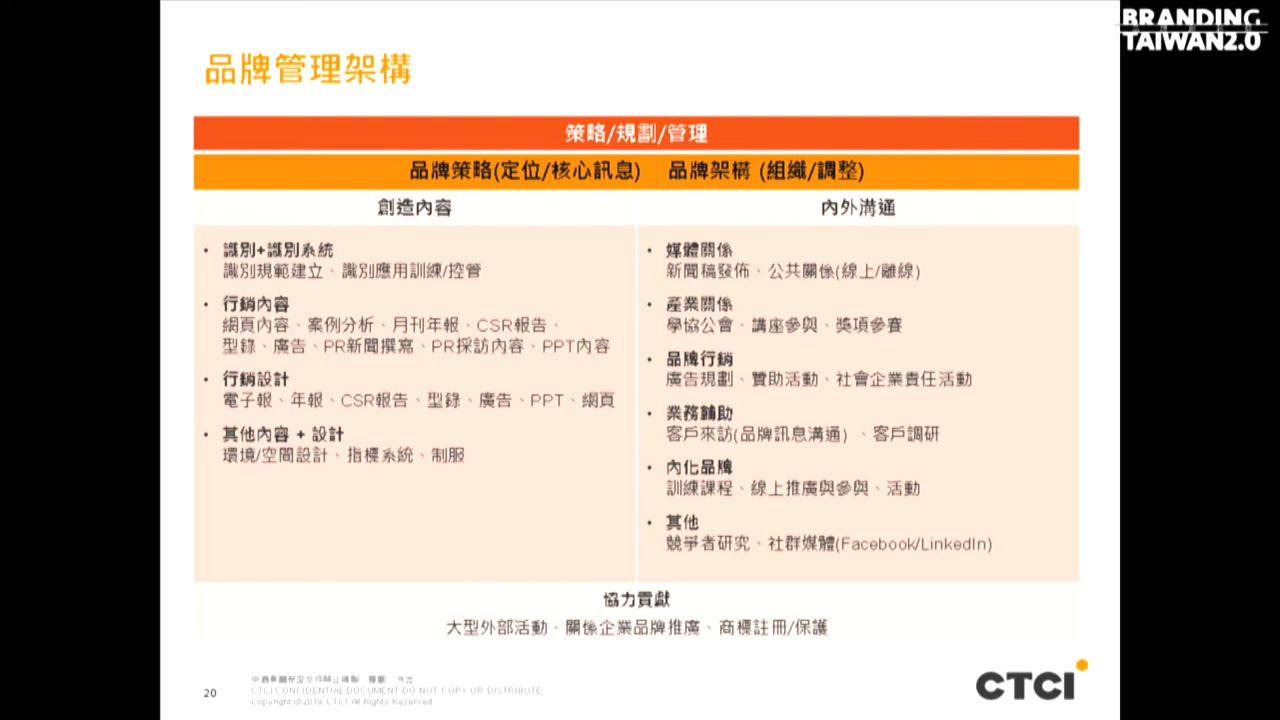 BRANDING
TAIWAN2.0
品牌管理架構
策略/規劃/管理
品牌策略(定位/核心訊息) 品牌架構 (組織/調整)
創造內容
• 識別+識別系統
識別規範建立、識別應用訓練/控管
• 行銷內容
網頁內容、案例分析、月刊年報、CSR報告、
型錄、廣告、PR新聞撰寫、PR採訪內容、PPT內容
• 行銷設計
電子報、年報、CSR報告、型錄、廣告、PPT、網頁
• 其他內容 + 設計
環境/空間設計、指標系統、制服
內外溝通
• 媒體關係
新聞稿發佈、公共關係(線上/離線)
• 產業關係
學協公會、講座參與、獎項參賽
• 品牌行銷
廣告規劃、贊助活動、社會企業責任活動
• 業務輔助
客戶來訪(品牌訊息溝通) 、客戶調研
• 內化品牌
訓練課程、線上推廣與參與、活動
• 其他
競爭者研究、社群媒體(Facebook/LinkedIn)
協力貢獻
大型外部活動、關係企業品牌推廣、商標註冊/保護
20
CTCI CONFIDENTIAL DOCUMENT DO NOT COPY OR DISTRIBUTE
Copyright © 2019 CTCI All Rights Reserved
CTCI